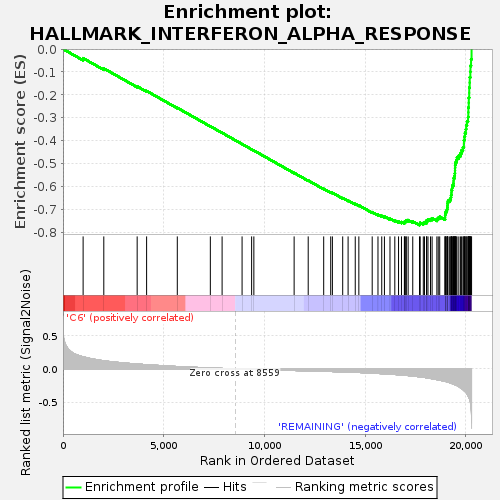 Enrichment plot:
HALLMARK_INTERFERON_ALPHA_RESPONSE
Enrichment score (ES)
0.0
-0.1
-0.2
-0.3
-0.4
-0.5
-0.6
-0.7
-0.8
'C6' (positively correlated)
Ranked list metric (Signal2Noise)
0.5
0.0
-0.5
Zero cross at 8559
'REMAINING' (negatively correlated)
0
5,000
10,000
15,000
20,000
Rank in Ordered Dataset
Enrichment profile
Hits
Ranking metric scores